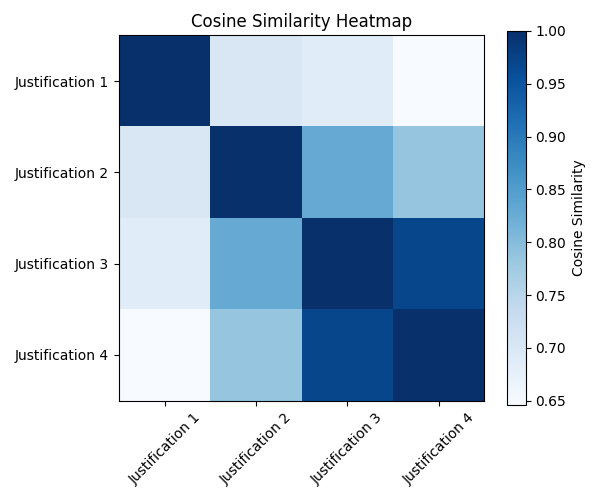 Cosine Similarity Heatmap
Justification 1
Justification 2
Justification 3
Justification 4
Justification 1
Justification 2
Justification 3
Justification 4
1.00
0.95
0.90
0.85
0.80
0.75
0.70
0.65
Cosine Similarity